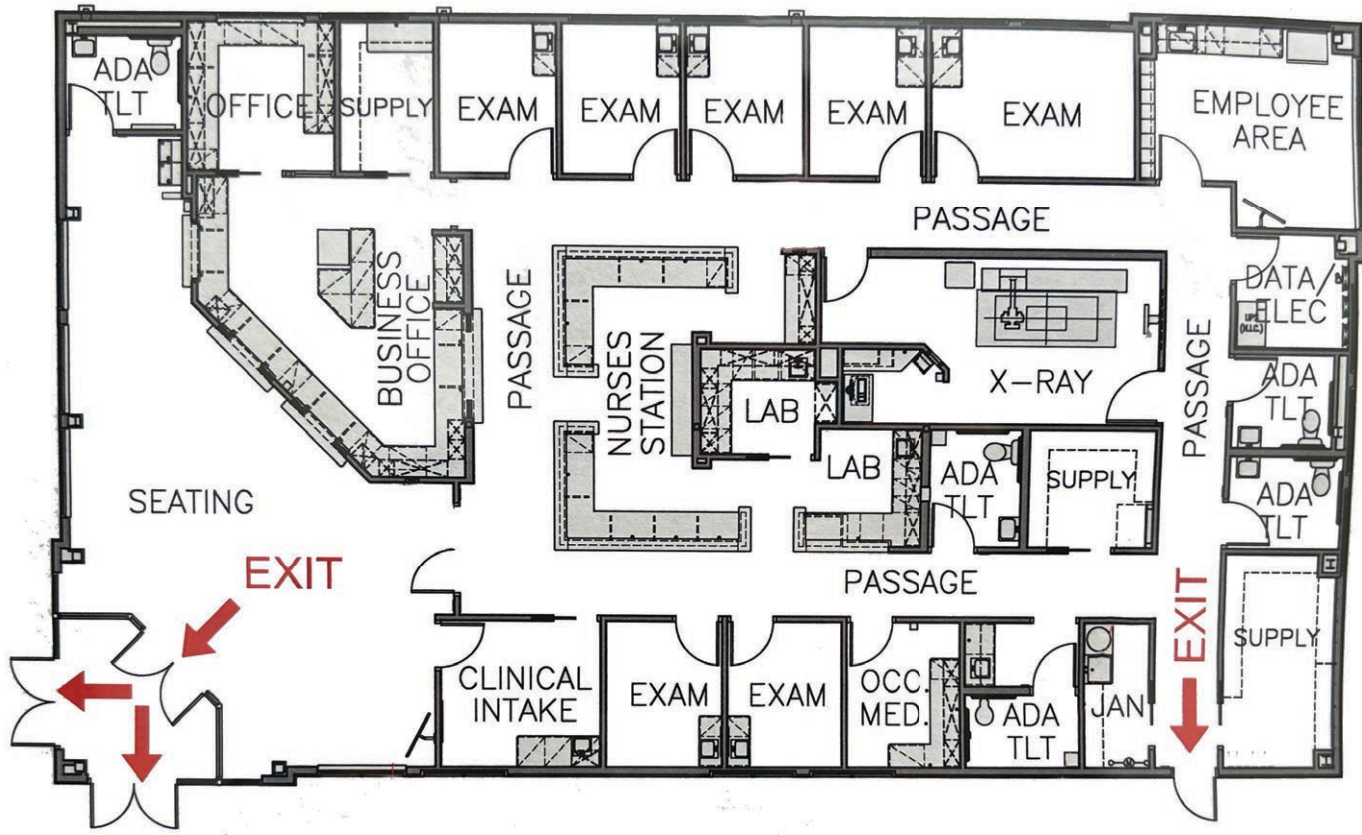 ADA
TLT
OFFICE
SUPPLY
EXAM
EXAM
EXAM
EXAM
EXAM
EMPLOYEE
AREA
PASSAGE
BUSINESS
OFFICE
PASSAGE
NURSES
STATION
DATA/
ELEC
UPS
(N.I.C.)
X-RAY
PASSAGE
ADA
TLT
LAB
LAB
ADA
TLT
SUPPLY
ADA
TLT
SEATING
EXIT
PASSAGE
EXIT
SUPPLY
CLINICAL
INTAKE
EXAM
EXAM
OCC.
MED.
ADA
TLT
JAN